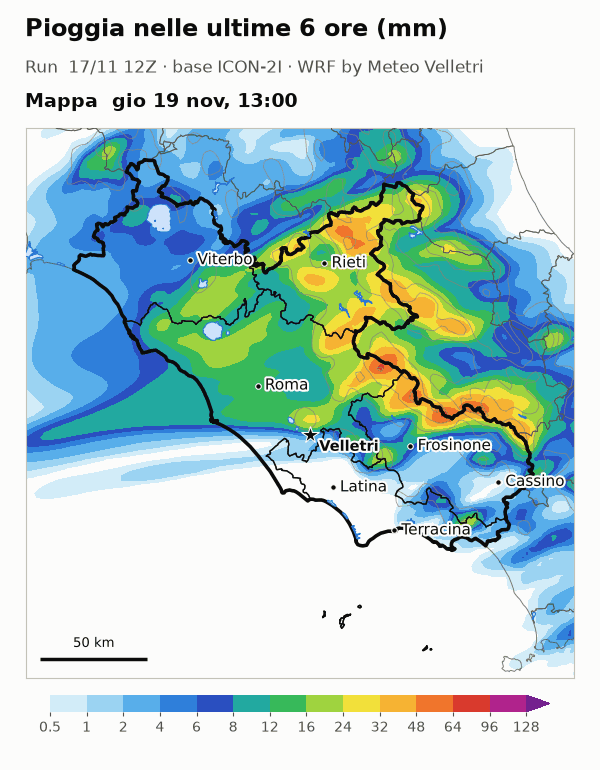 Pioggia nelle ultime 6 ore (mm)
Run 17/11 12Z · base ICON-2I · WRF by Meteo Velletri
Mappa gio 19 nov, 13:00
Viterbo
Rieti
Roma
Velletri
Frosinone
Latina
Cassino
Terracina
50 km
0.5 1 2 4 6 8 12 16 24 32 48 64 96 128